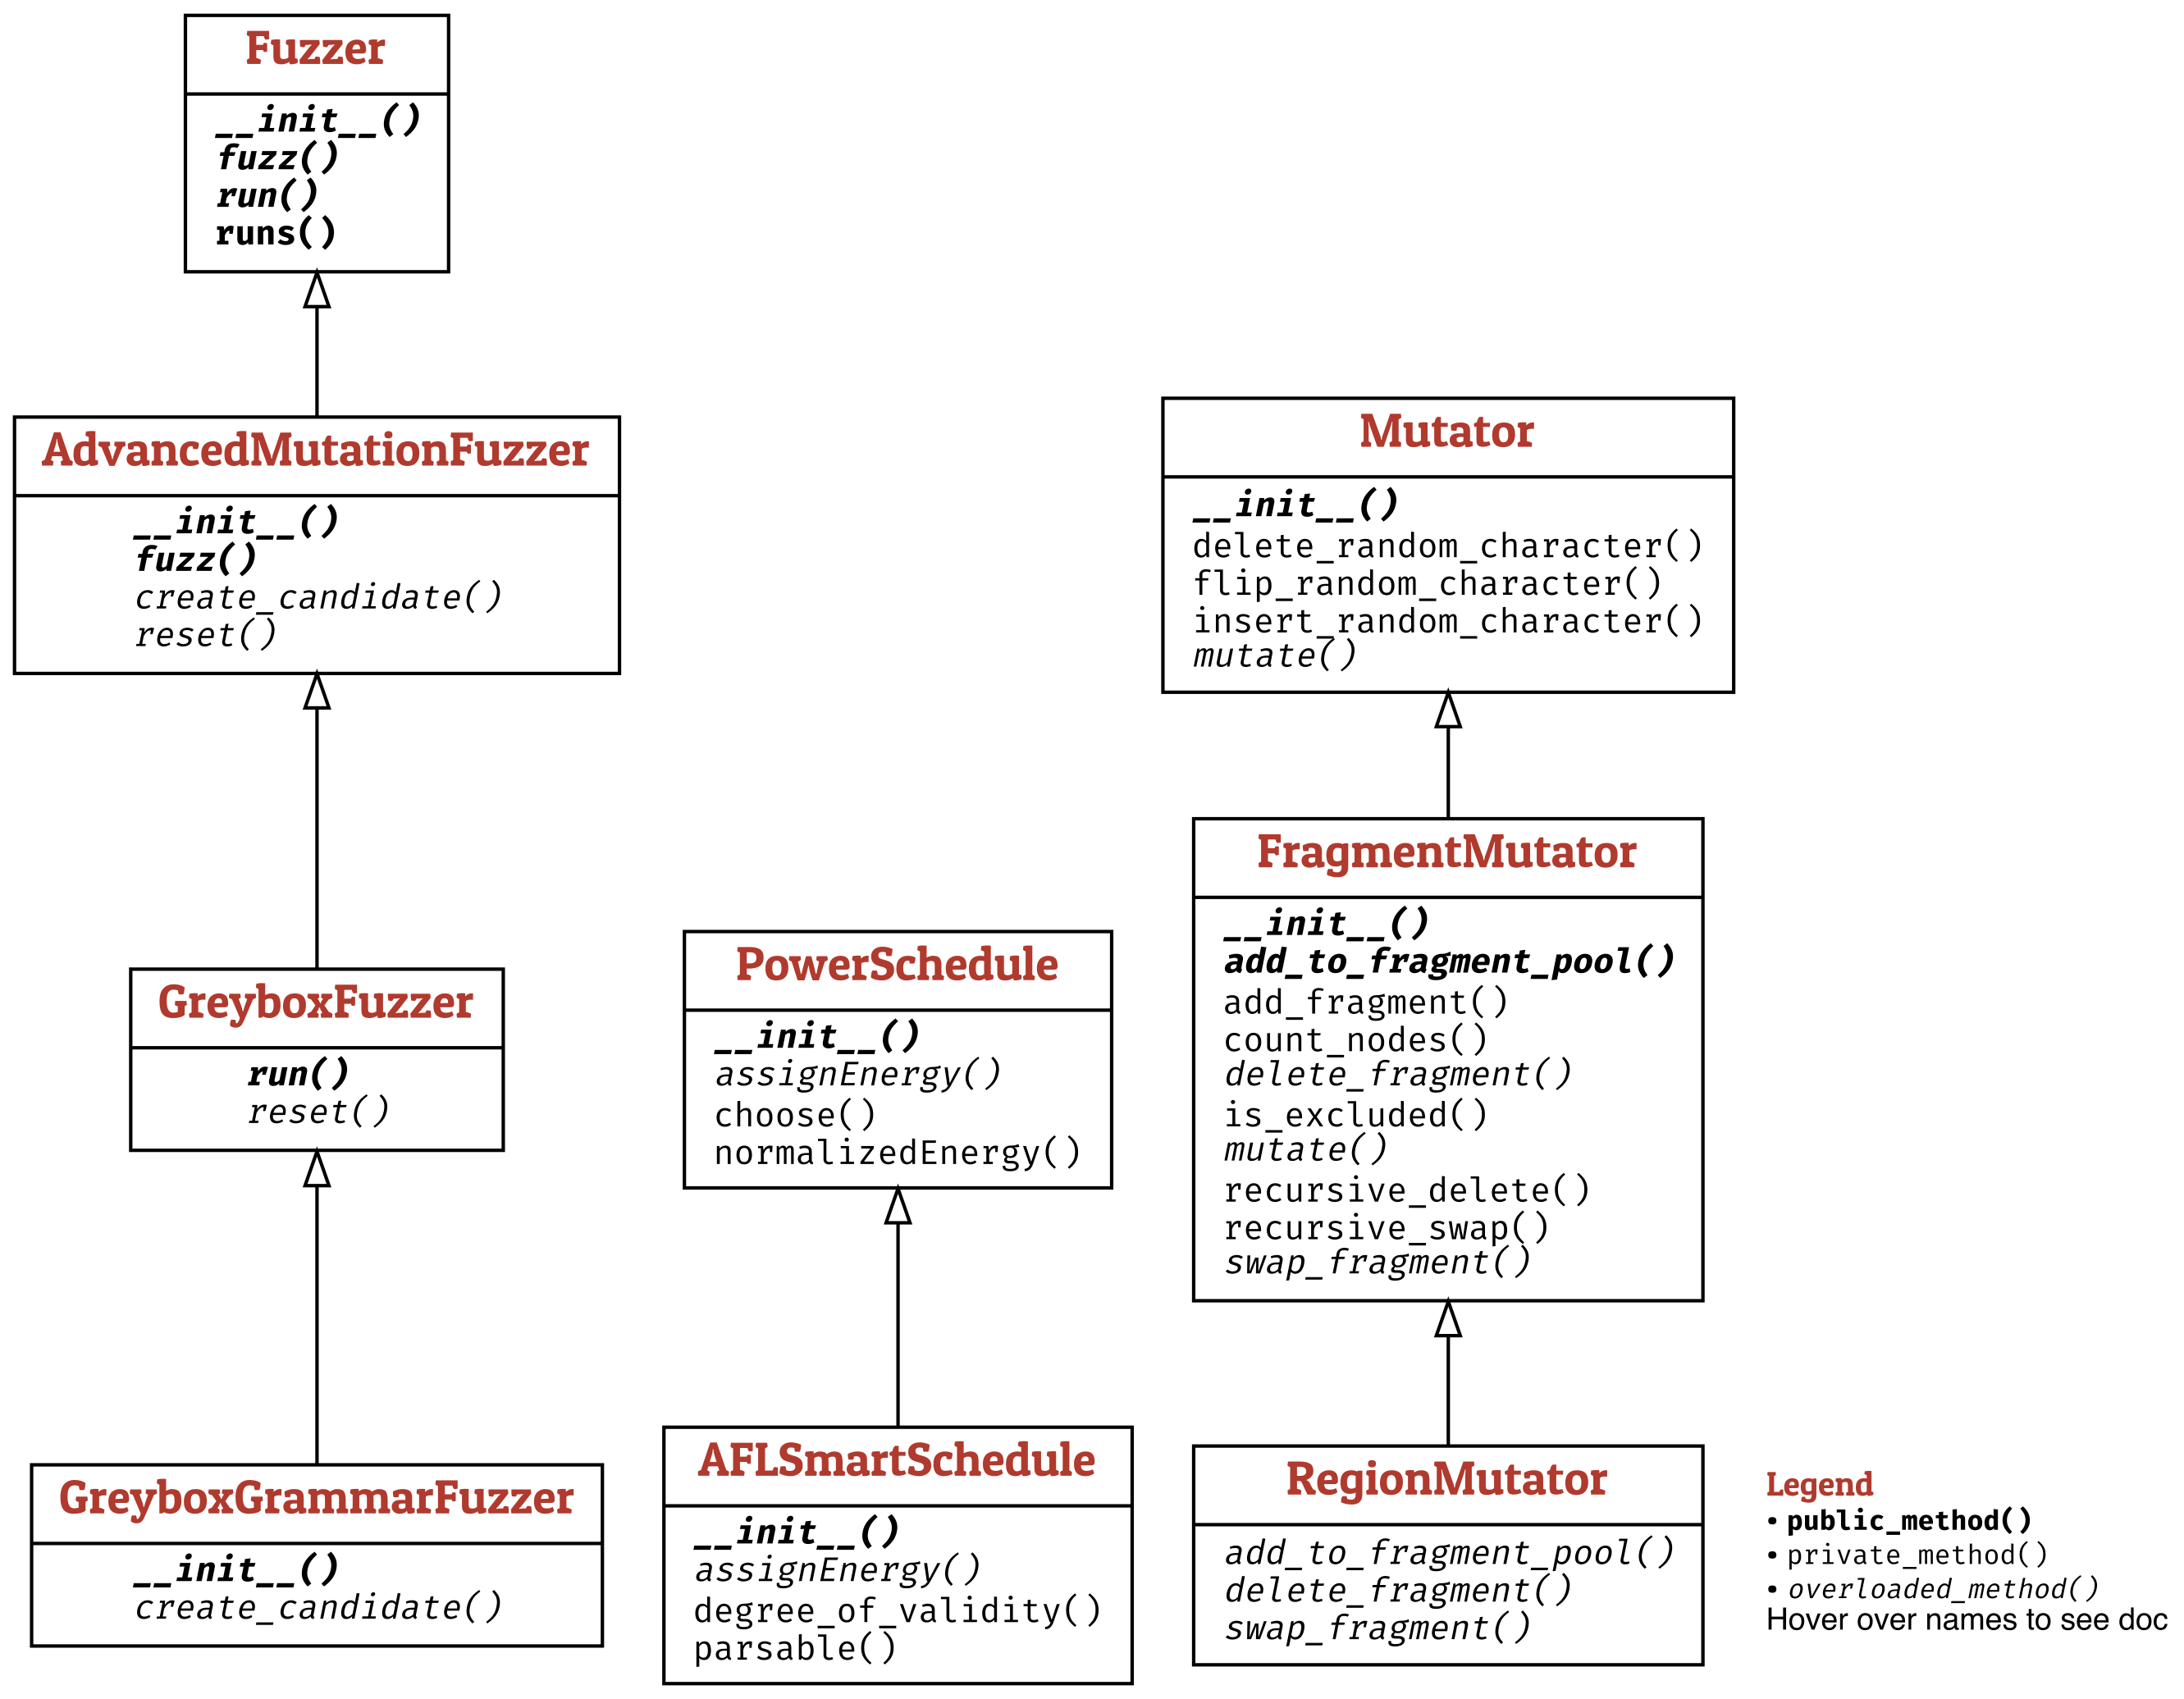 Fuzzer
__init__()
fuzz()
run()
runs()
AdvancedMutationFuzzer
__init__()
fuzz()
create_candidate()
reset()
GreyboxFuzzer
run()
reset()
GreyboxGrammarFuzzer
__init__()
create_candidate()
PowerSchedule
__init__()
assignEnergy()
choose()
normalizedEnergy()
AFLSmartSchedule
__init__()
assignEnergy()
degree_of_validity()
parsable()
Mutator
__init__()
delete_random_character()
flip_random_character()
insert_random_character()
mutate()
FragmentMutator
__init__()
add_to_fragment_pool()
add_fragment()
count_nodes()
delete_fragment()
is_excluded()
mutate()
recursive_delete()
recursive_swap()
swap_fragment()
RegionMutator
add_to_fragment_pool()
delete_fragment()
swap_fragment()
Legend
• public_method()
• private_method()
• overloaded_method()
Hover over names to see doc